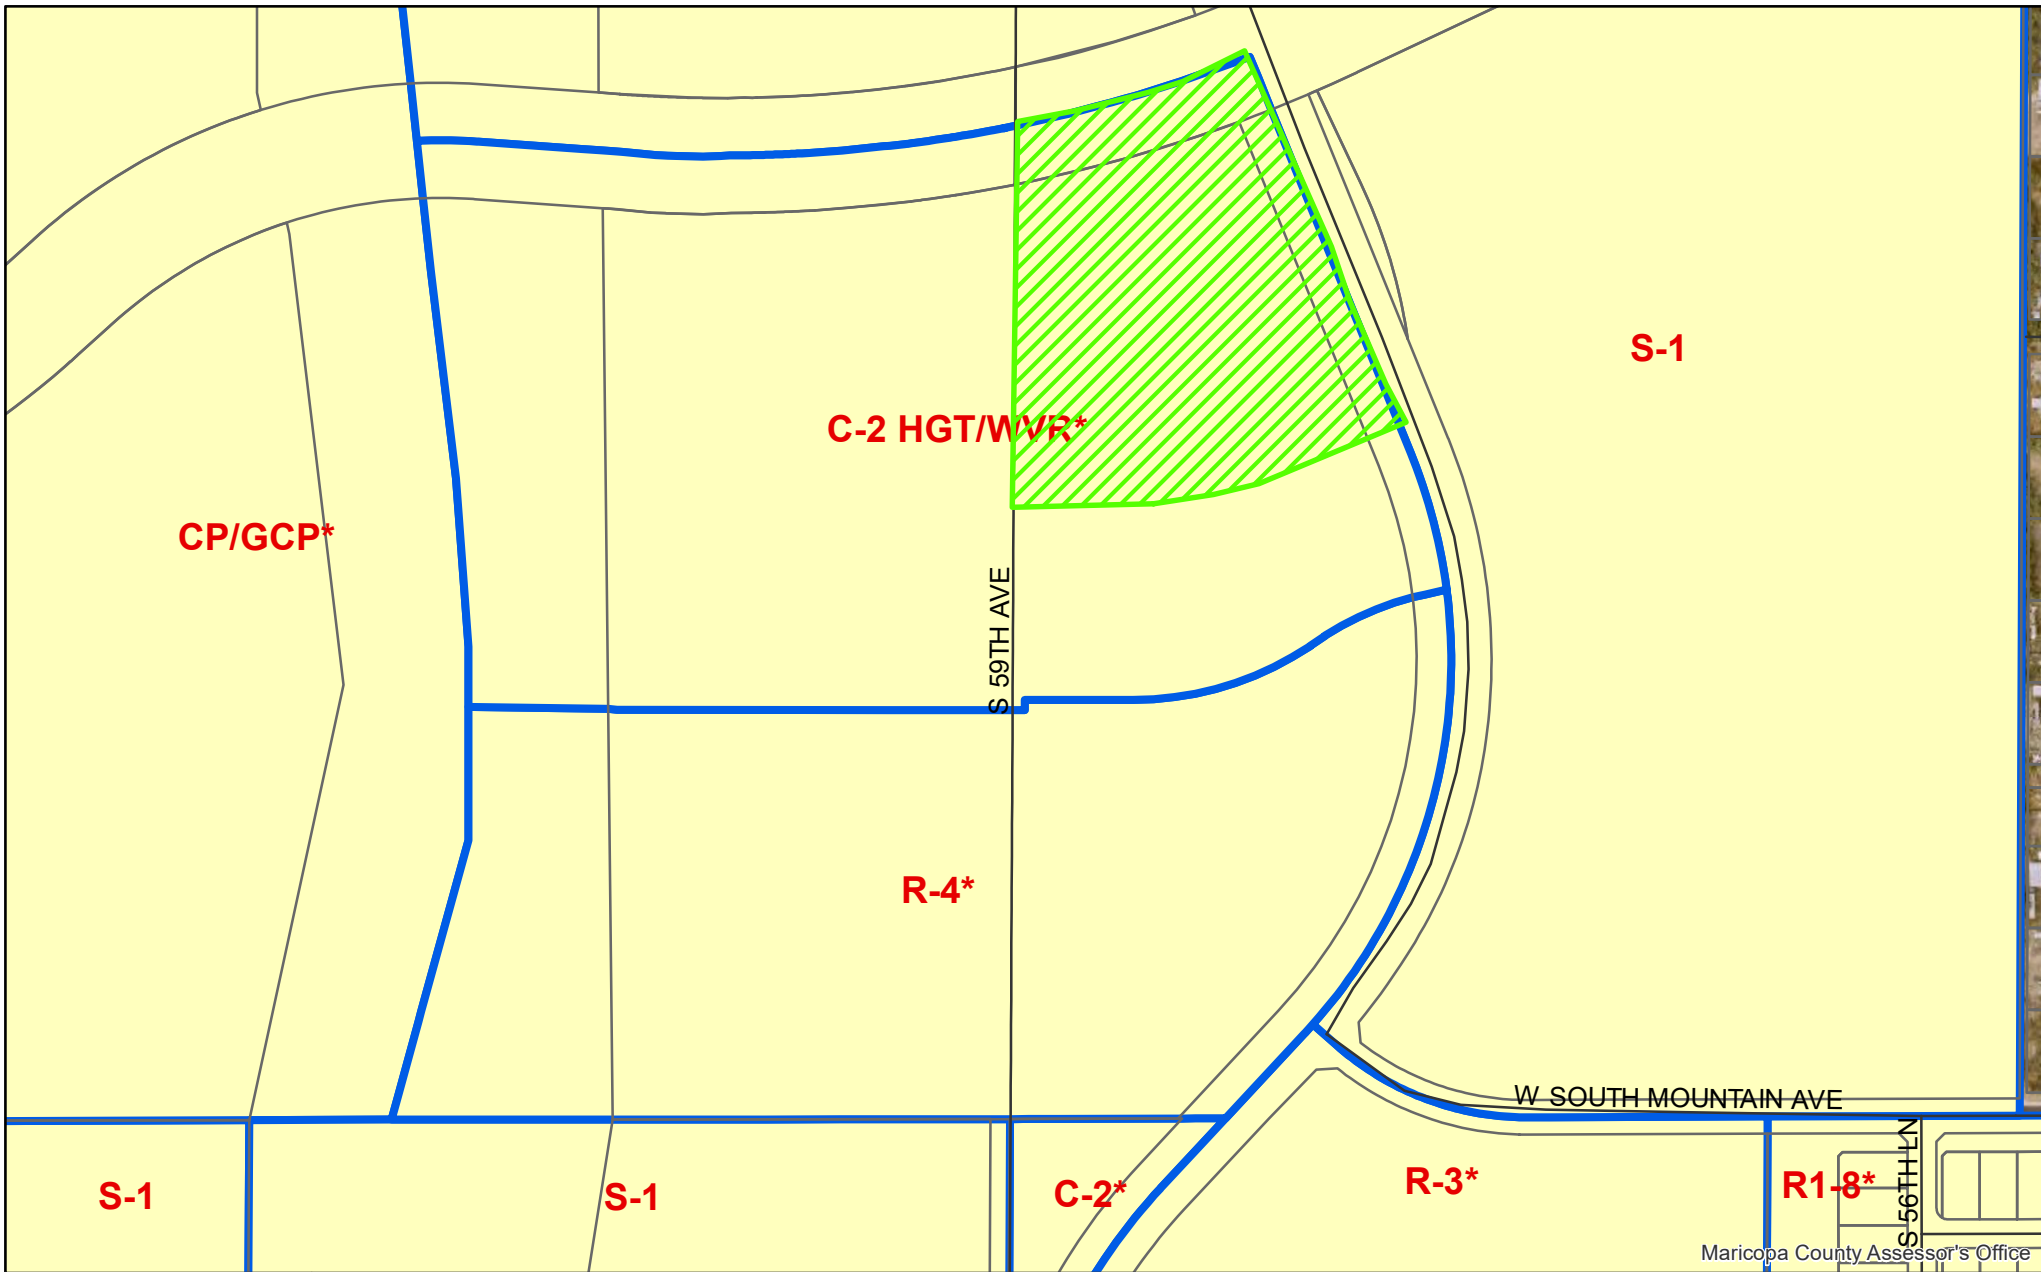 S-1
C-2 HGT/WVR*
CP/GCP*
S 59TH AVE
R-4*
W SOUTH MOUNTAIN AVE
S-1
S-1
C-2*
R-3*
R1-8*
S 56TH LN
Maricopa County Assessor's Office